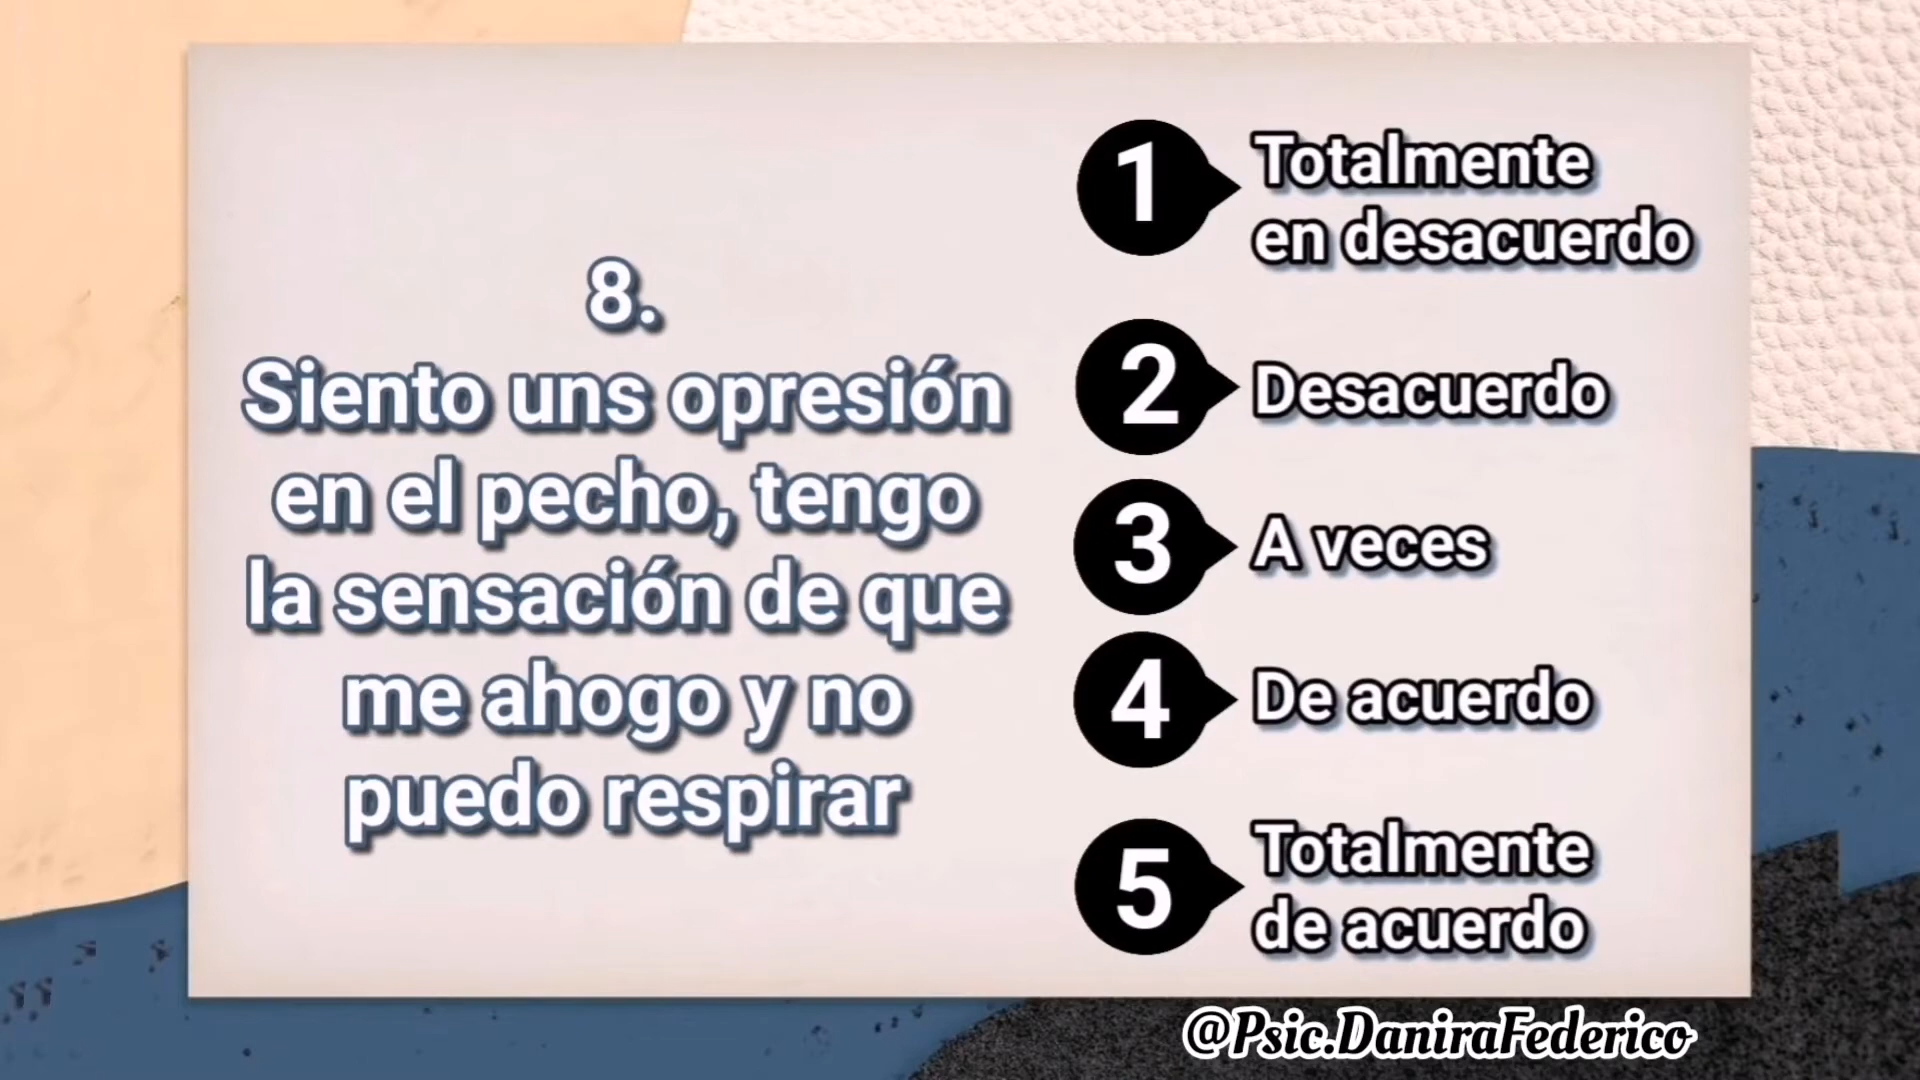 8.
Siento uns opresión
en el pecho, tengo
la sensación de que
me ahogo y no
puedo respirar
1 Totalmente
en desacuerdo
2 Desacuerdo
3 A veces
4 De acuerdo
5 Totalmente
de acuerdo
@Psic.DaniraFederico